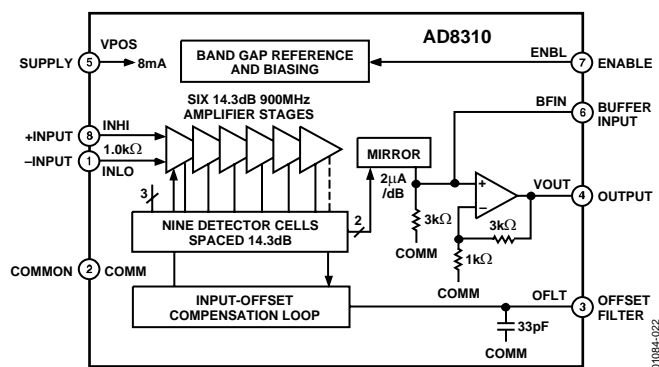 AD8310
SUPPLY
5
VPOS
8mA
BAND GAP REFERENCE
AND BIASING
ENBL
7
ENABLE
SIX 14.3dB 900MHz
AMPLIFIER STAGES
BFIN
6
BUFFER
INPUT
+INPUT
8
INHI
–INPUT
1
1.0kΩ
INLO
MIRROR
2μA
/dB
3kΩ
COMM
+
–
VOUT
4
OUTPUT
3kΩ
1kΩ
COMM
3
NINE DETECTOR CELLS
SPACED 14.3dB
2
COMMON
2
COMM
INPUT-OFFSET
COMPENSATION LOOP
OFLT
3
OFFSET
FILTER
33pF
COMM
01084-022